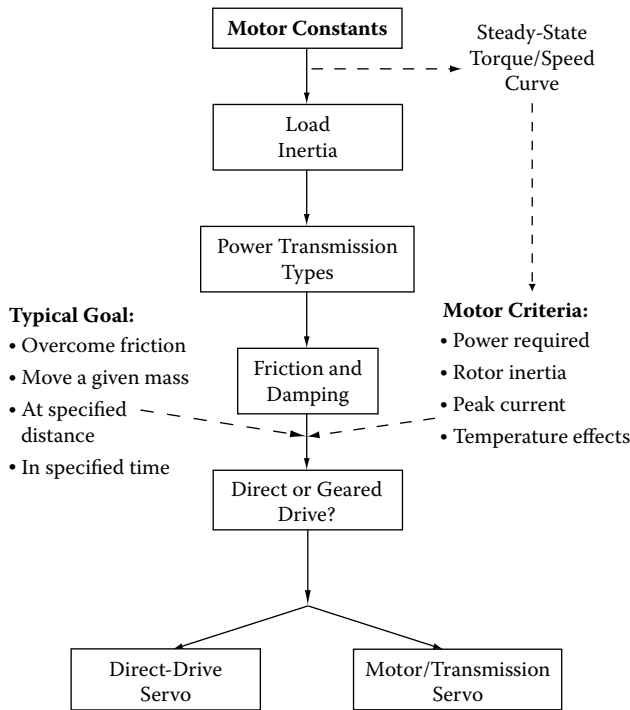 Motor Constants
Steady-State
Torque/Speed
Curve
Load
Inertia
Power Transmission
Types
Typical Goal:
• Overcome friction
• Move a given mass
• At specified
distance
• In specified time
Friction and
Damping
Motor Criteria:
• Power required
• Rotor inertia
• Peak current
• Temperature effects
Direct or Geared
Drive?
Direct-Drive
Servo
Motor/Transmission
Servo